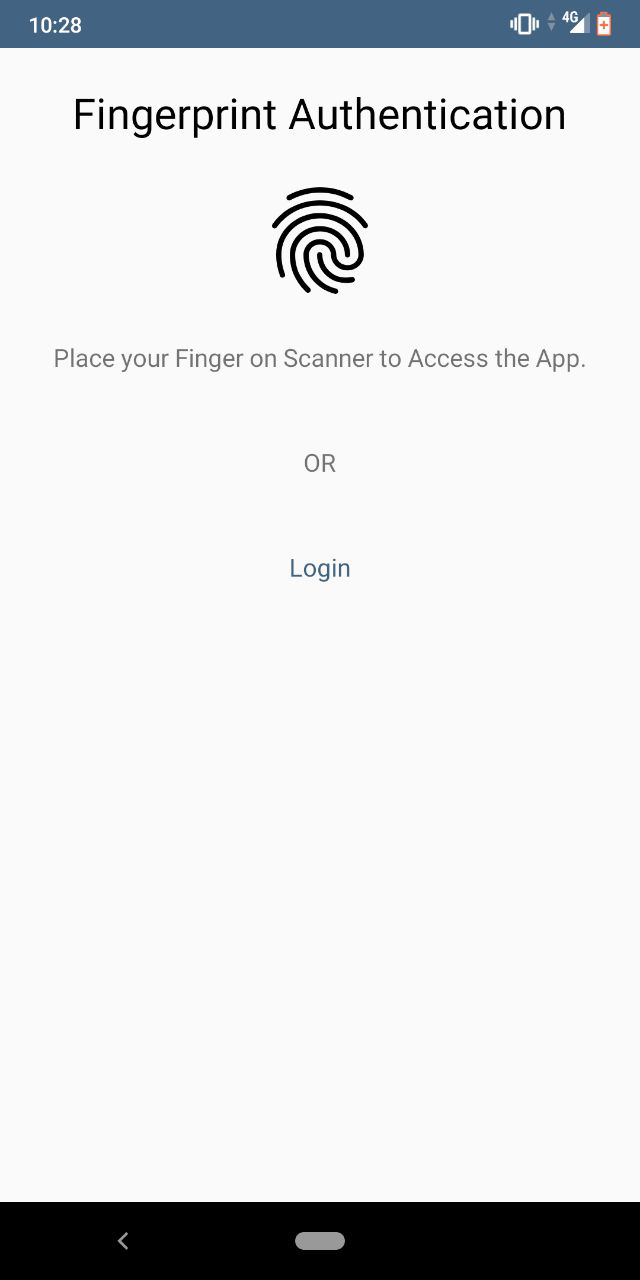 10:28
4G
Fingerprint Authentication
Place your Finger on Scanner to Access the App.
OR
Login